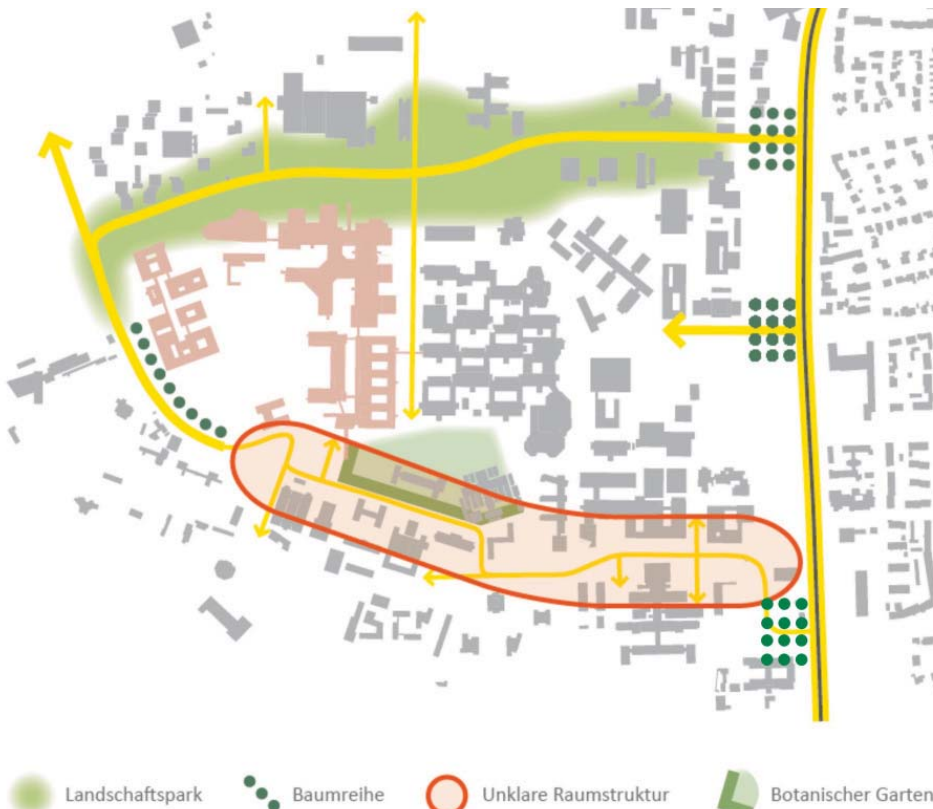 Landschaftspark
Baumreihe
Unklare Raumstruktur
Botanischer Garten